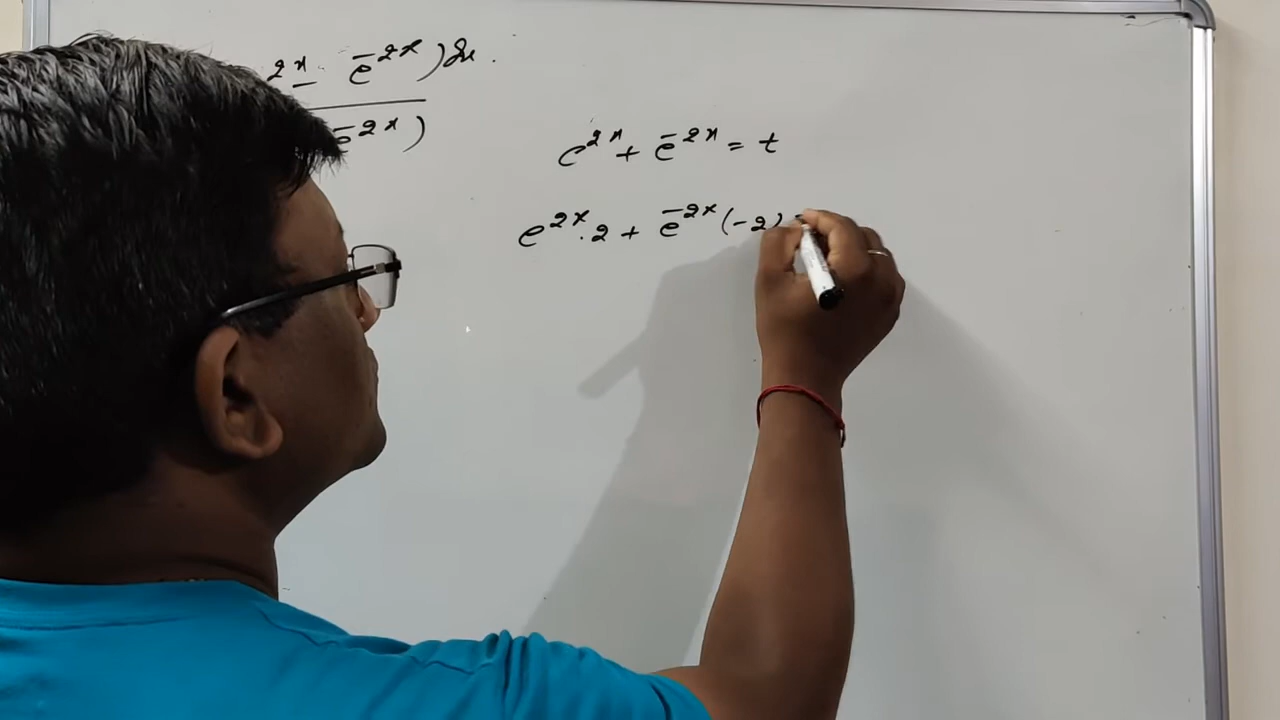 2x - e^-2x) dx.
e^-2x)
e^2x + e^-2x = t
e^2x . 2 + e^-2x (-2) =